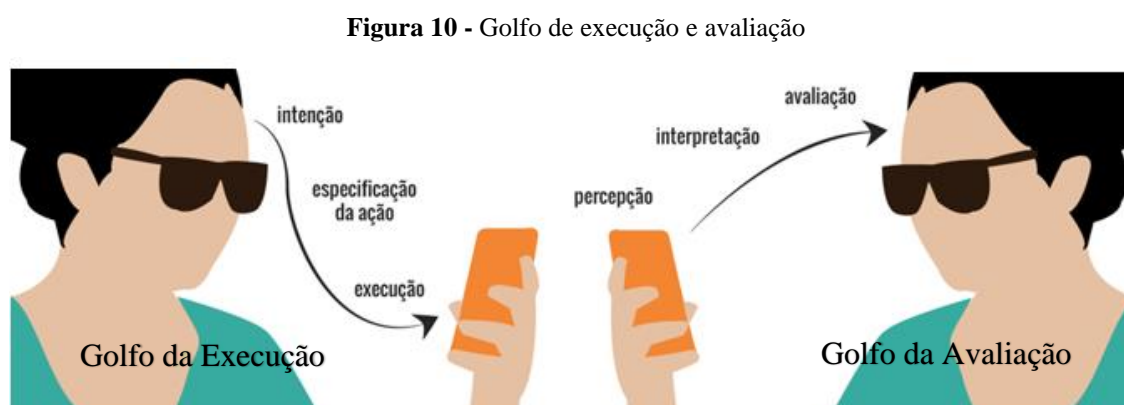 Figura 10 - Golfo de execução e avaliação
intenção
especificação
da ação
execução
Golfo da Execução
percepção
interpretação
avaliação
Golfo da Avaliação